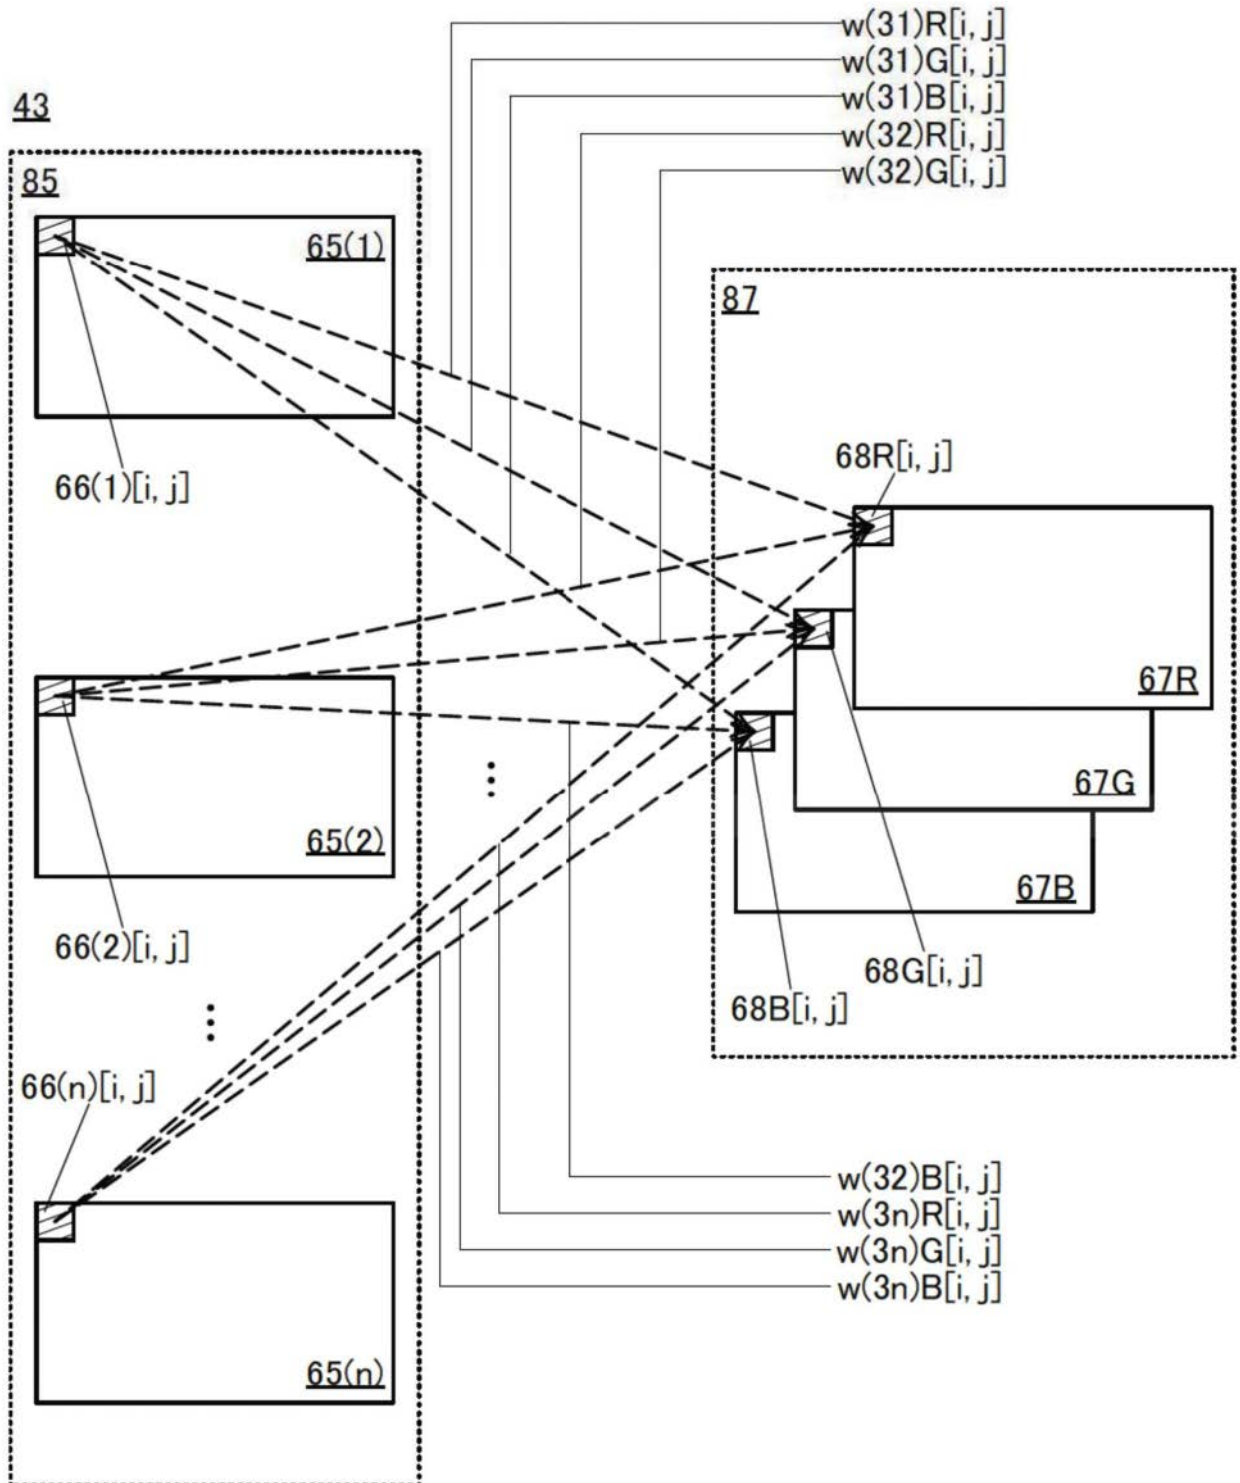 w(31)R[i, j]
w(31)G[i, j]
w(31)B[i, j]
w(32)R[i, j]
w(32)G[i, j]
43
85
65(1)
66(1)[i, j]
87
68R[i, j]
67R
67G
67B
68G[i, j]
68B[i, j]
65(2)
66(2)[i, j]
66(n)[i, j]
65(n)
w(32)B[i, j]
w(3n)R[i, j]
w(3n)G[i, j]
w(3n)B[i, j]